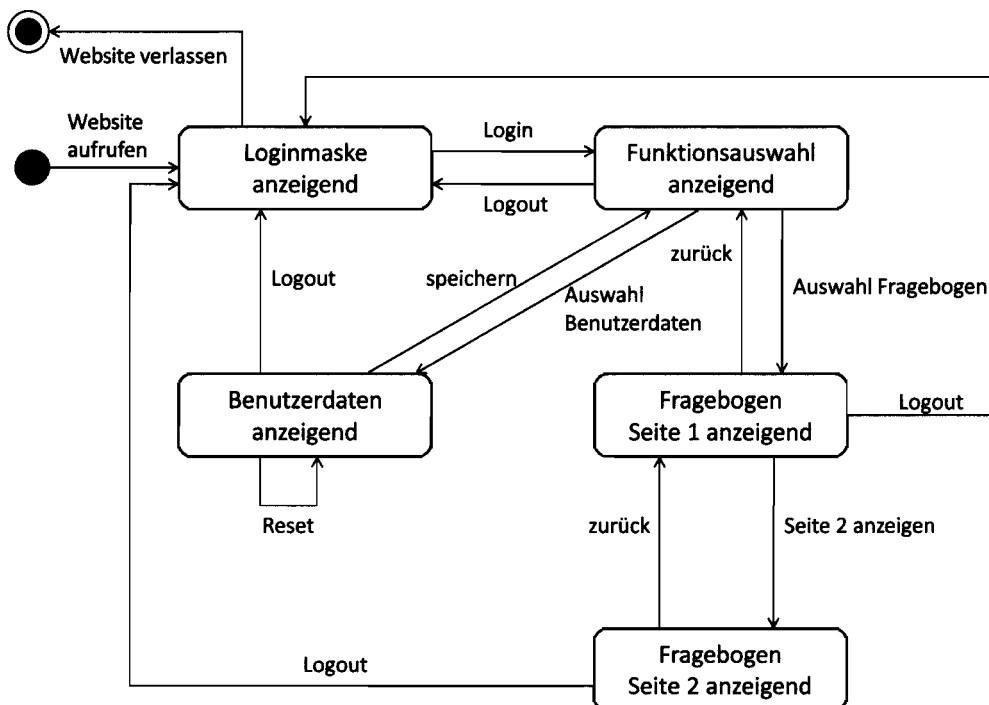 Website verlassen
Website
aufrufen
Loginmaske
anzeigend
Login
Logout
Funktionsauswahl
anzeigend
Logout
speichern
Auswahl
Benutzerdaten
zurück
Auswahl Fragebogen
Benutzerdaten
anzeigend
Reset
Fragebogen
Seite 1 anzeigend
Logout
zurück
Seite 2 anzeigen
Logout
Fragebogen
Seite 2 anzeigend